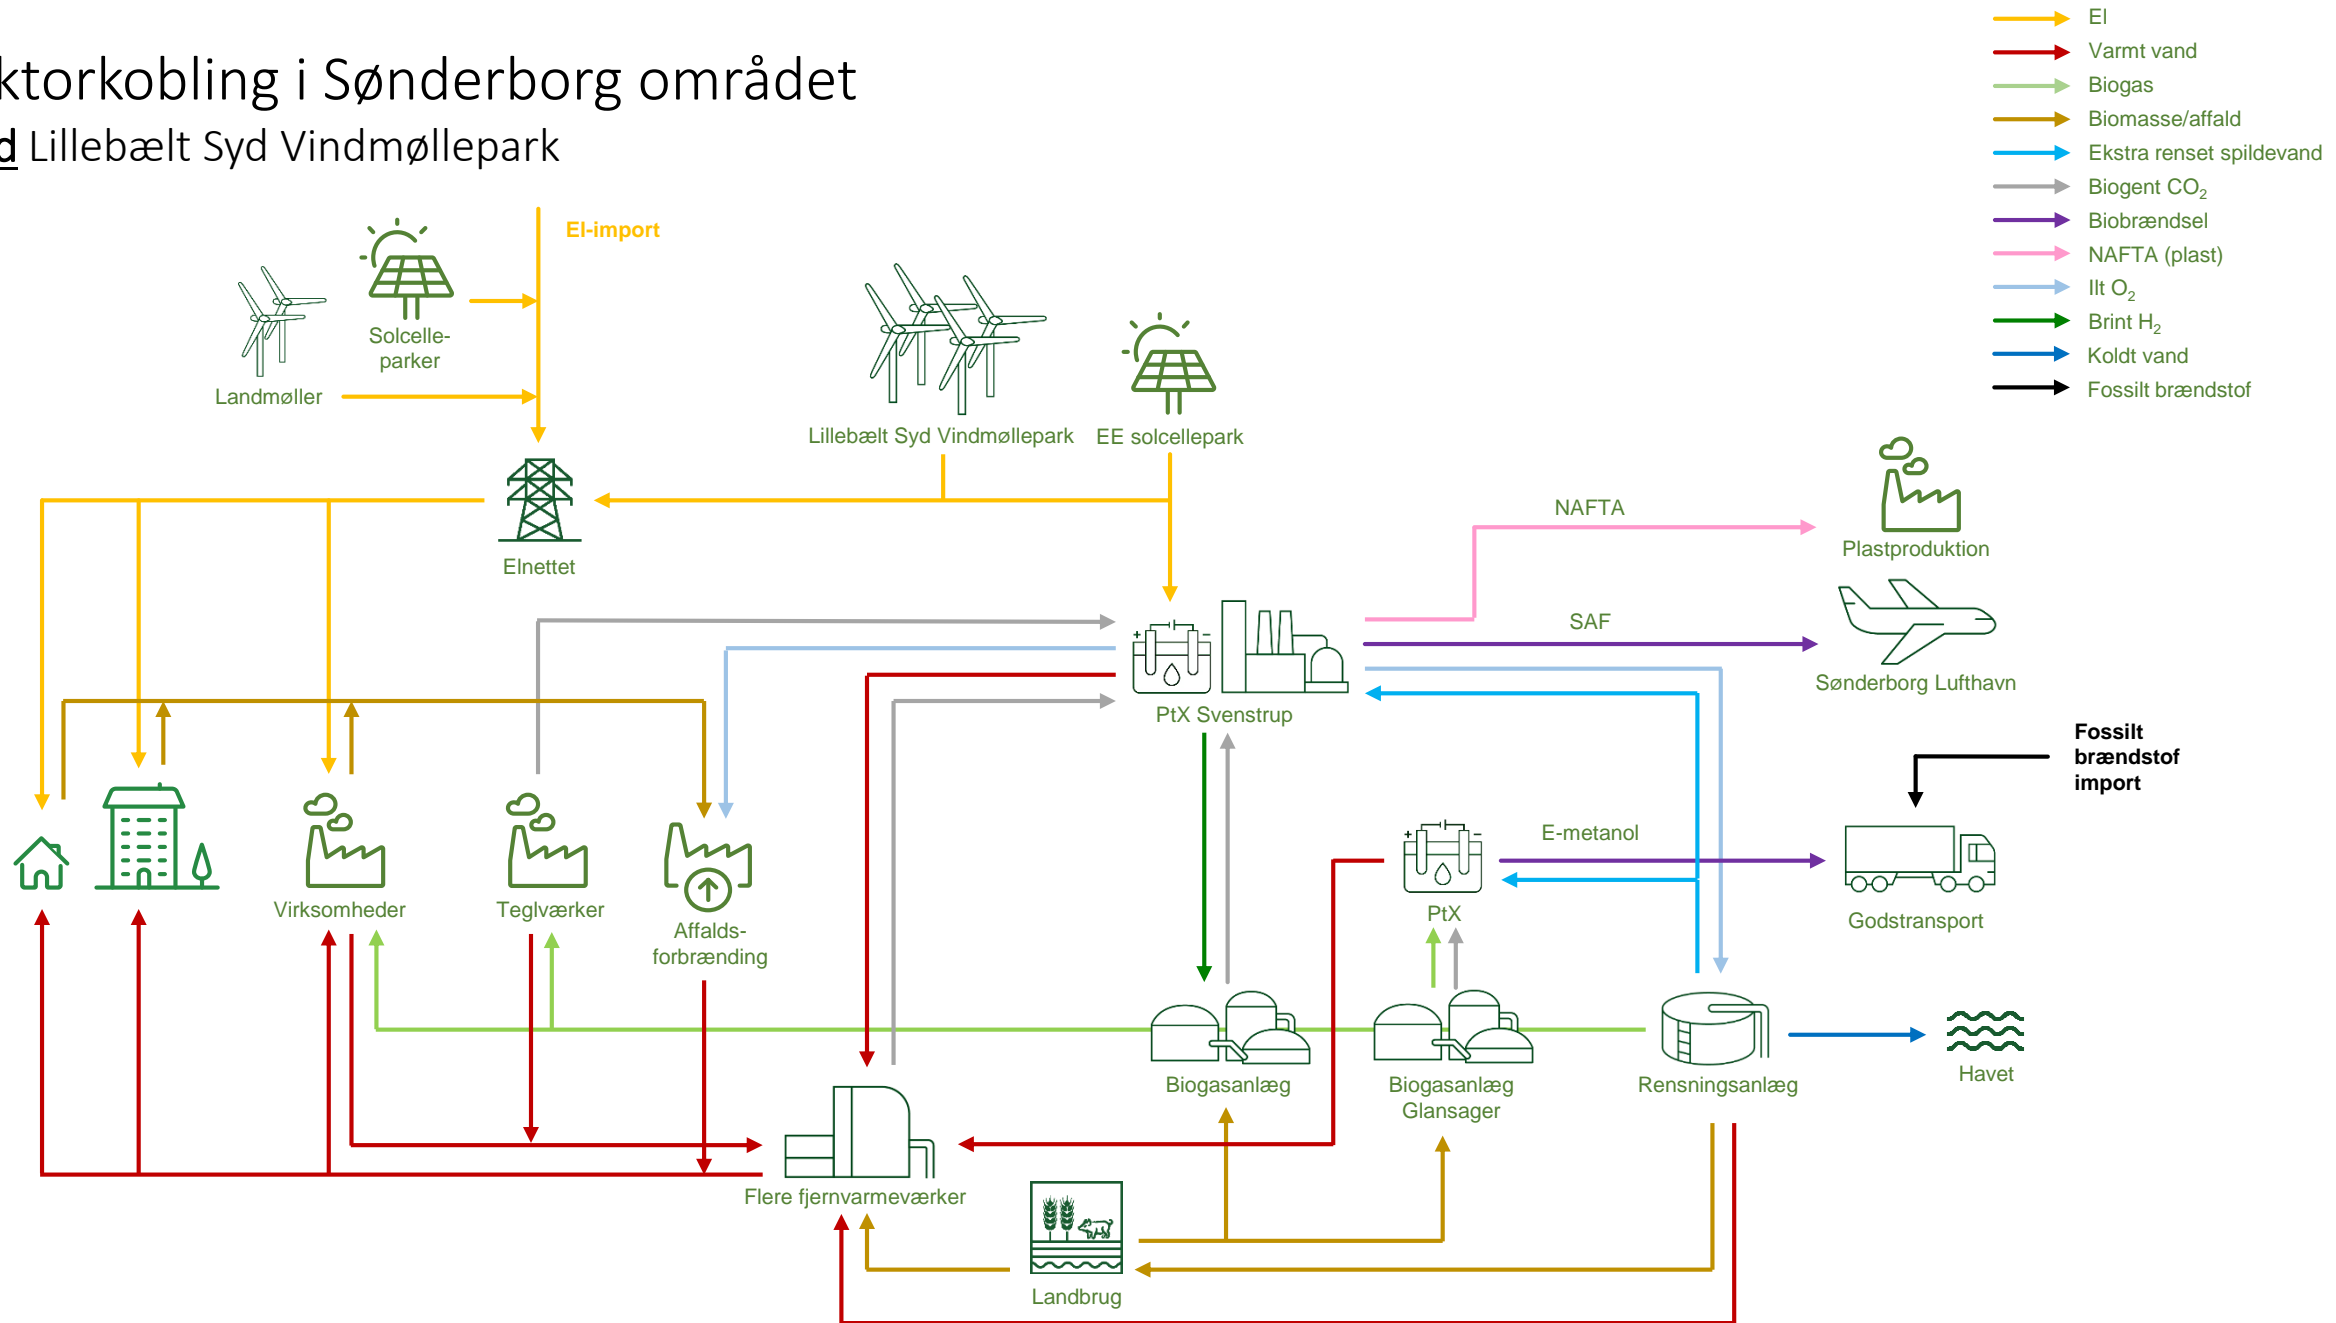 ktorkobling i Sønderborg området
d Lillebælt Syd Vindmøllepark
El
Varmt vand
Biogas
Biomasse/affald
Ekstra renset spildevand
Biogent CO₂
Biobrændsel
NAFTA (plast)
Ilt O₂
Brint H₂
Koldt vand
Fossilt brændstof
El-import
Solcelle-
parker
Landmøller
Lillebælt Syd Vindmøllepark
EE solcellepark
Elnettet
NAFTA
Plastproduktion
SAF
Sønderborg Lufthavn
PtX Svenstrup
Fossilt
brændstof
import
E-metanol
Virksomheder
Teglværker
Affalds-
forbrænding
PtX
Godstransport
Biogasanlæg
Biogasanlæg
Glansager
Rensningsanlæg
Havet
Flere fjernvarmeværker
Landbrug